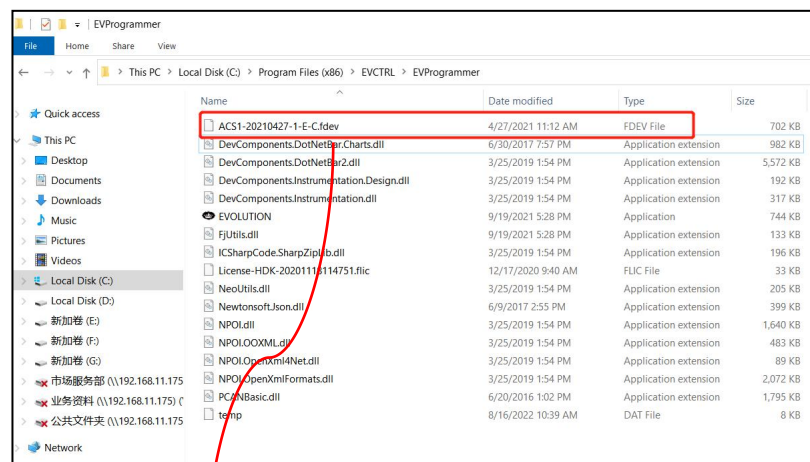 EVProgrammer
File Home Share View
This PC > Local Disk (C:) > Program Files (x86) > EVCTRL > EVProgrammer
Name Date modified Type Size
Quick access
This PC
Desktop
Documents
Downloads
Music
Pictures
Videos
Local Disk (C:)
Local Disk (D:)
新加卷 (E:)
新加卷 (F:)
新加卷 (G:)
市场服务部 (\\192.168.11.175
业务资料 (\\192.168.11.175) ('
公共文件夹 (\\192.168.11.175
Network
ACS1-20210427-1-E-C.fdev 4/27/2021 11:12 AM FDEV File 702 KB
DevComponents.DotNetBar.Charts.dll 6/30/2017 7:57 PM Application extension 982 KB
DevComponents.DotNetBar2.dll 3/25/2019 1:54 PM Application extension 5,572 KB
DevComponents.Instrumentation.Design.dll 3/25/2019 1:54 PM Application extension 192 KB
DevComponents.Instrumentation.dll 3/25/2019 1:54 PM Application extension 317 KB
EVOLUTION 9/19/2021 5:28 PM Application 744 KB
FjUtils.dll 9/19/2021 5:28 PM Application extension 133 KB
ICSharpCode.SharpZipLib.dll 3/25/2019 1:54 PM Application extension 196 KB
License-HDK-20201118114751.flic 12/17/2020 9:40 AM FLIC File 33 KB
NeoUtils.dll 3/25/2019 1:54 PM Application extension 205 KB
Newtonsoft.Json.dll 6/9/2017 2:55 PM Application extension 399 KB
NPOI.dll 3/25/2019 1:54 PM Application extension 1,640 KB
NPOI.OOXML.dll 3/25/2019 1:54 PM Application extension 483 KB
NPOI.OpenXml4Net.dll 3/25/2019 1:54 PM Application extension 89 KB
NPOI.OpenXmlFormats.dll 3/25/2019 1:54 PM Application extension 2,072 KB
PCANBasic.dll 6/20/2016 1:02 PM Application extension 1,795 KB
temp 8/16/2022 10:39 AM DAT File 8 KB